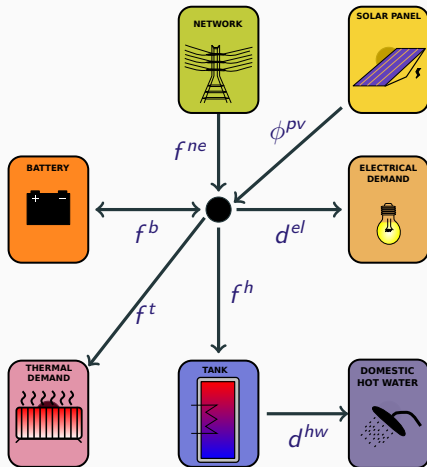 NETWORK
SOLAR PANEL
f^{ne}
ϕ^{pv}
BATTERY
+ −
ELECTRICAL
DEMAND
f^{b}
d^{el}
f^{t}
f^{h}
THERMAL
DEMAND
TANK
DOMESTIC
HOT WATER
d^{hw}